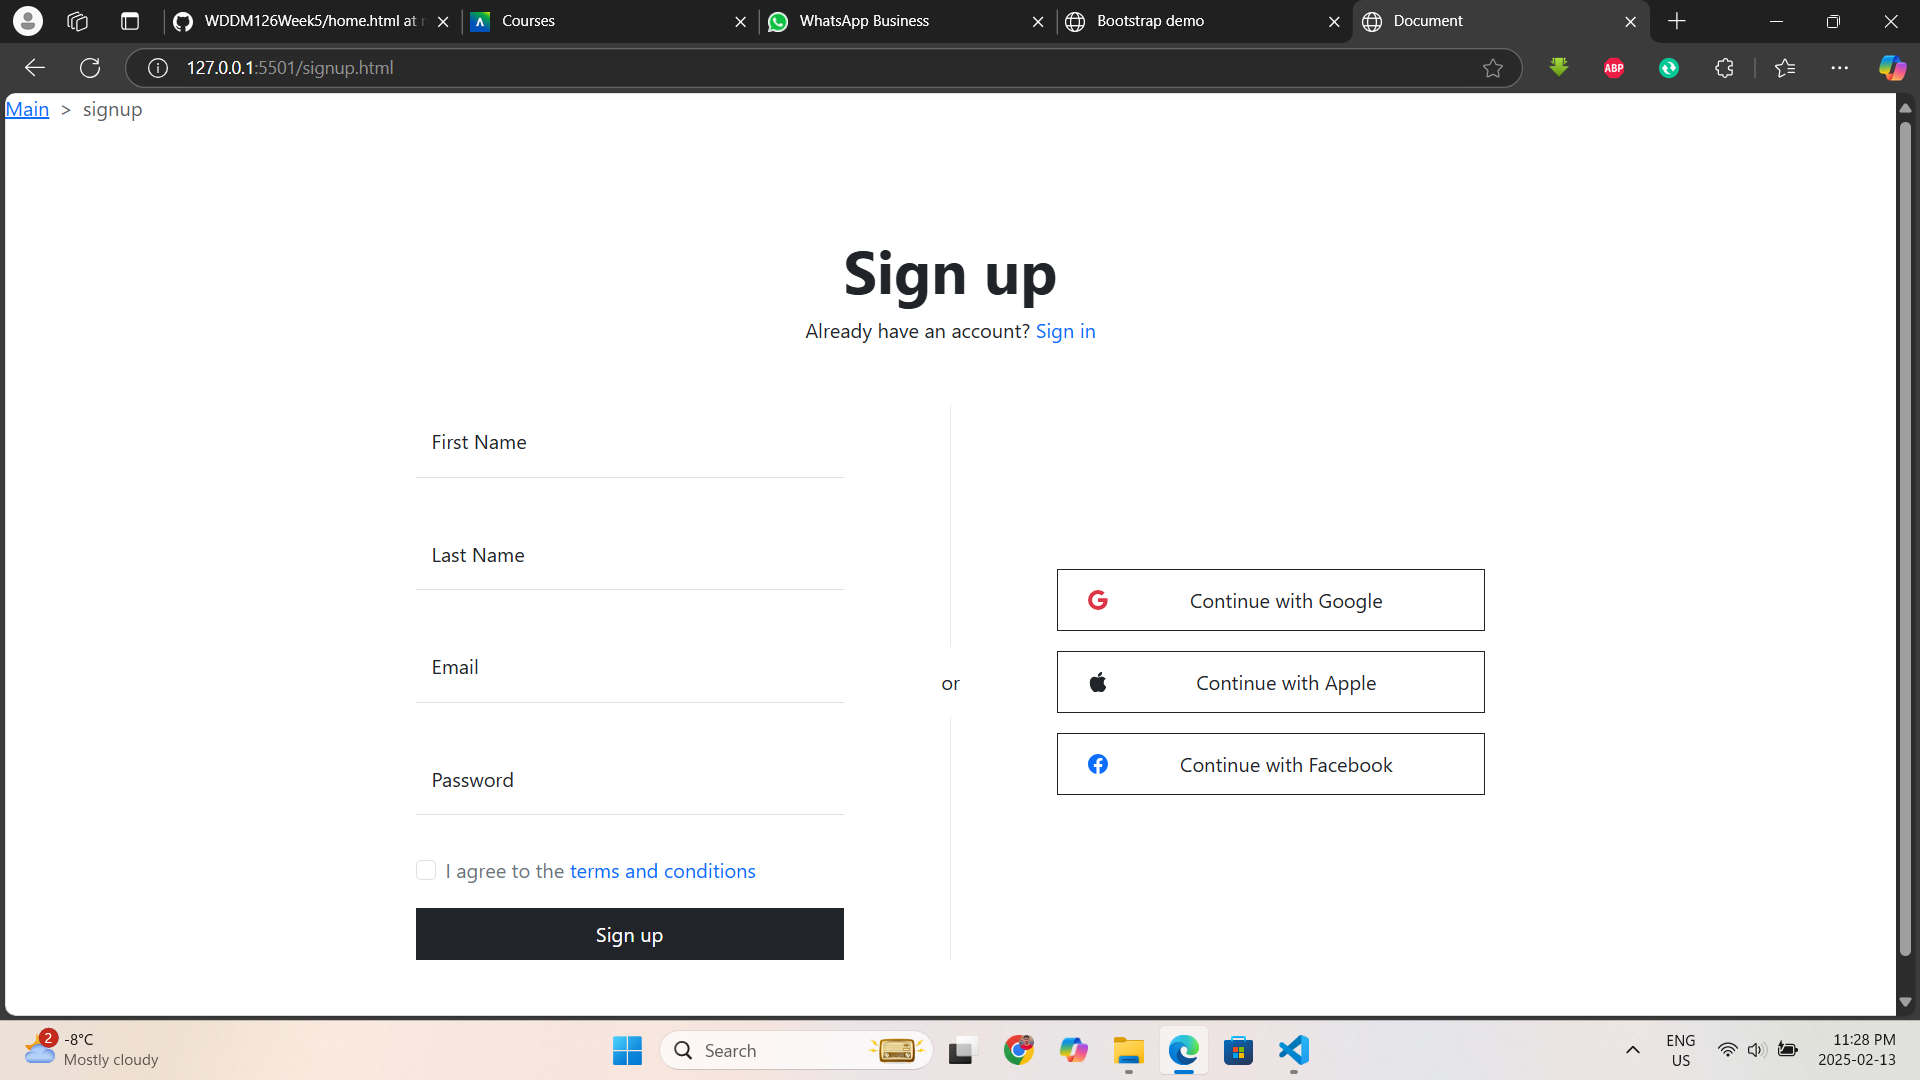 WDDM126Week5/home.html at
Courses
WhatsApp Business
Bootstrap demo
Document
127.0.0.1:5501/signup.html
ABP
Main > signup
Sign up
Already have an account? Sign in
First Name
Last Name
Email
Password
I agree to the terms and conditions
Sign up
or
Continue with Google
Continue with Apple
Continue with Facebook
2
-8°C
Mostly cloudy
Search
ENG
US
11:28 PM
2025-02-13